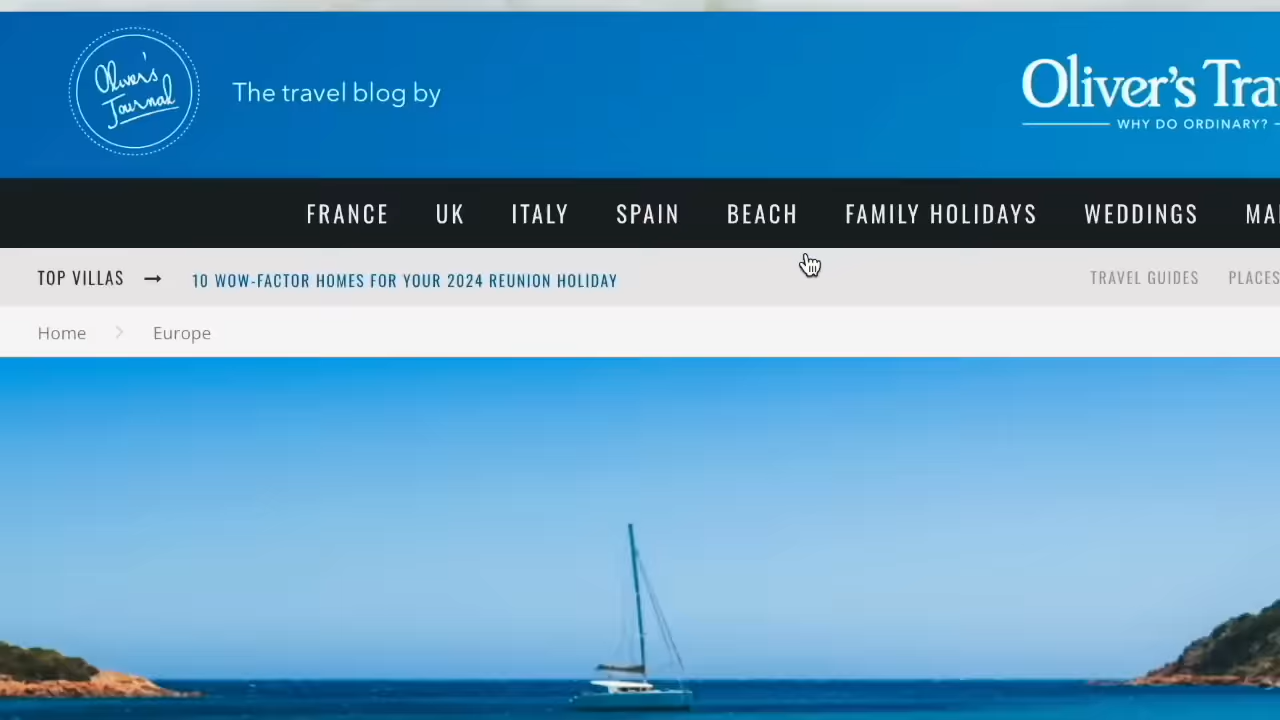 Oliver's Journal
The travel blog by
Oliver's
WHY DO ORDINARY?
FRANCE UK ITALY SPAIN BEACH FAMILY HOLIDAYS WEDDINGS
TOP VILLAS → 10 WOW-FACTOR HOMES FOR YOUR 2024 REUNION HOLIDAY TRAVEL GUIDES PLACES
Home > Europe